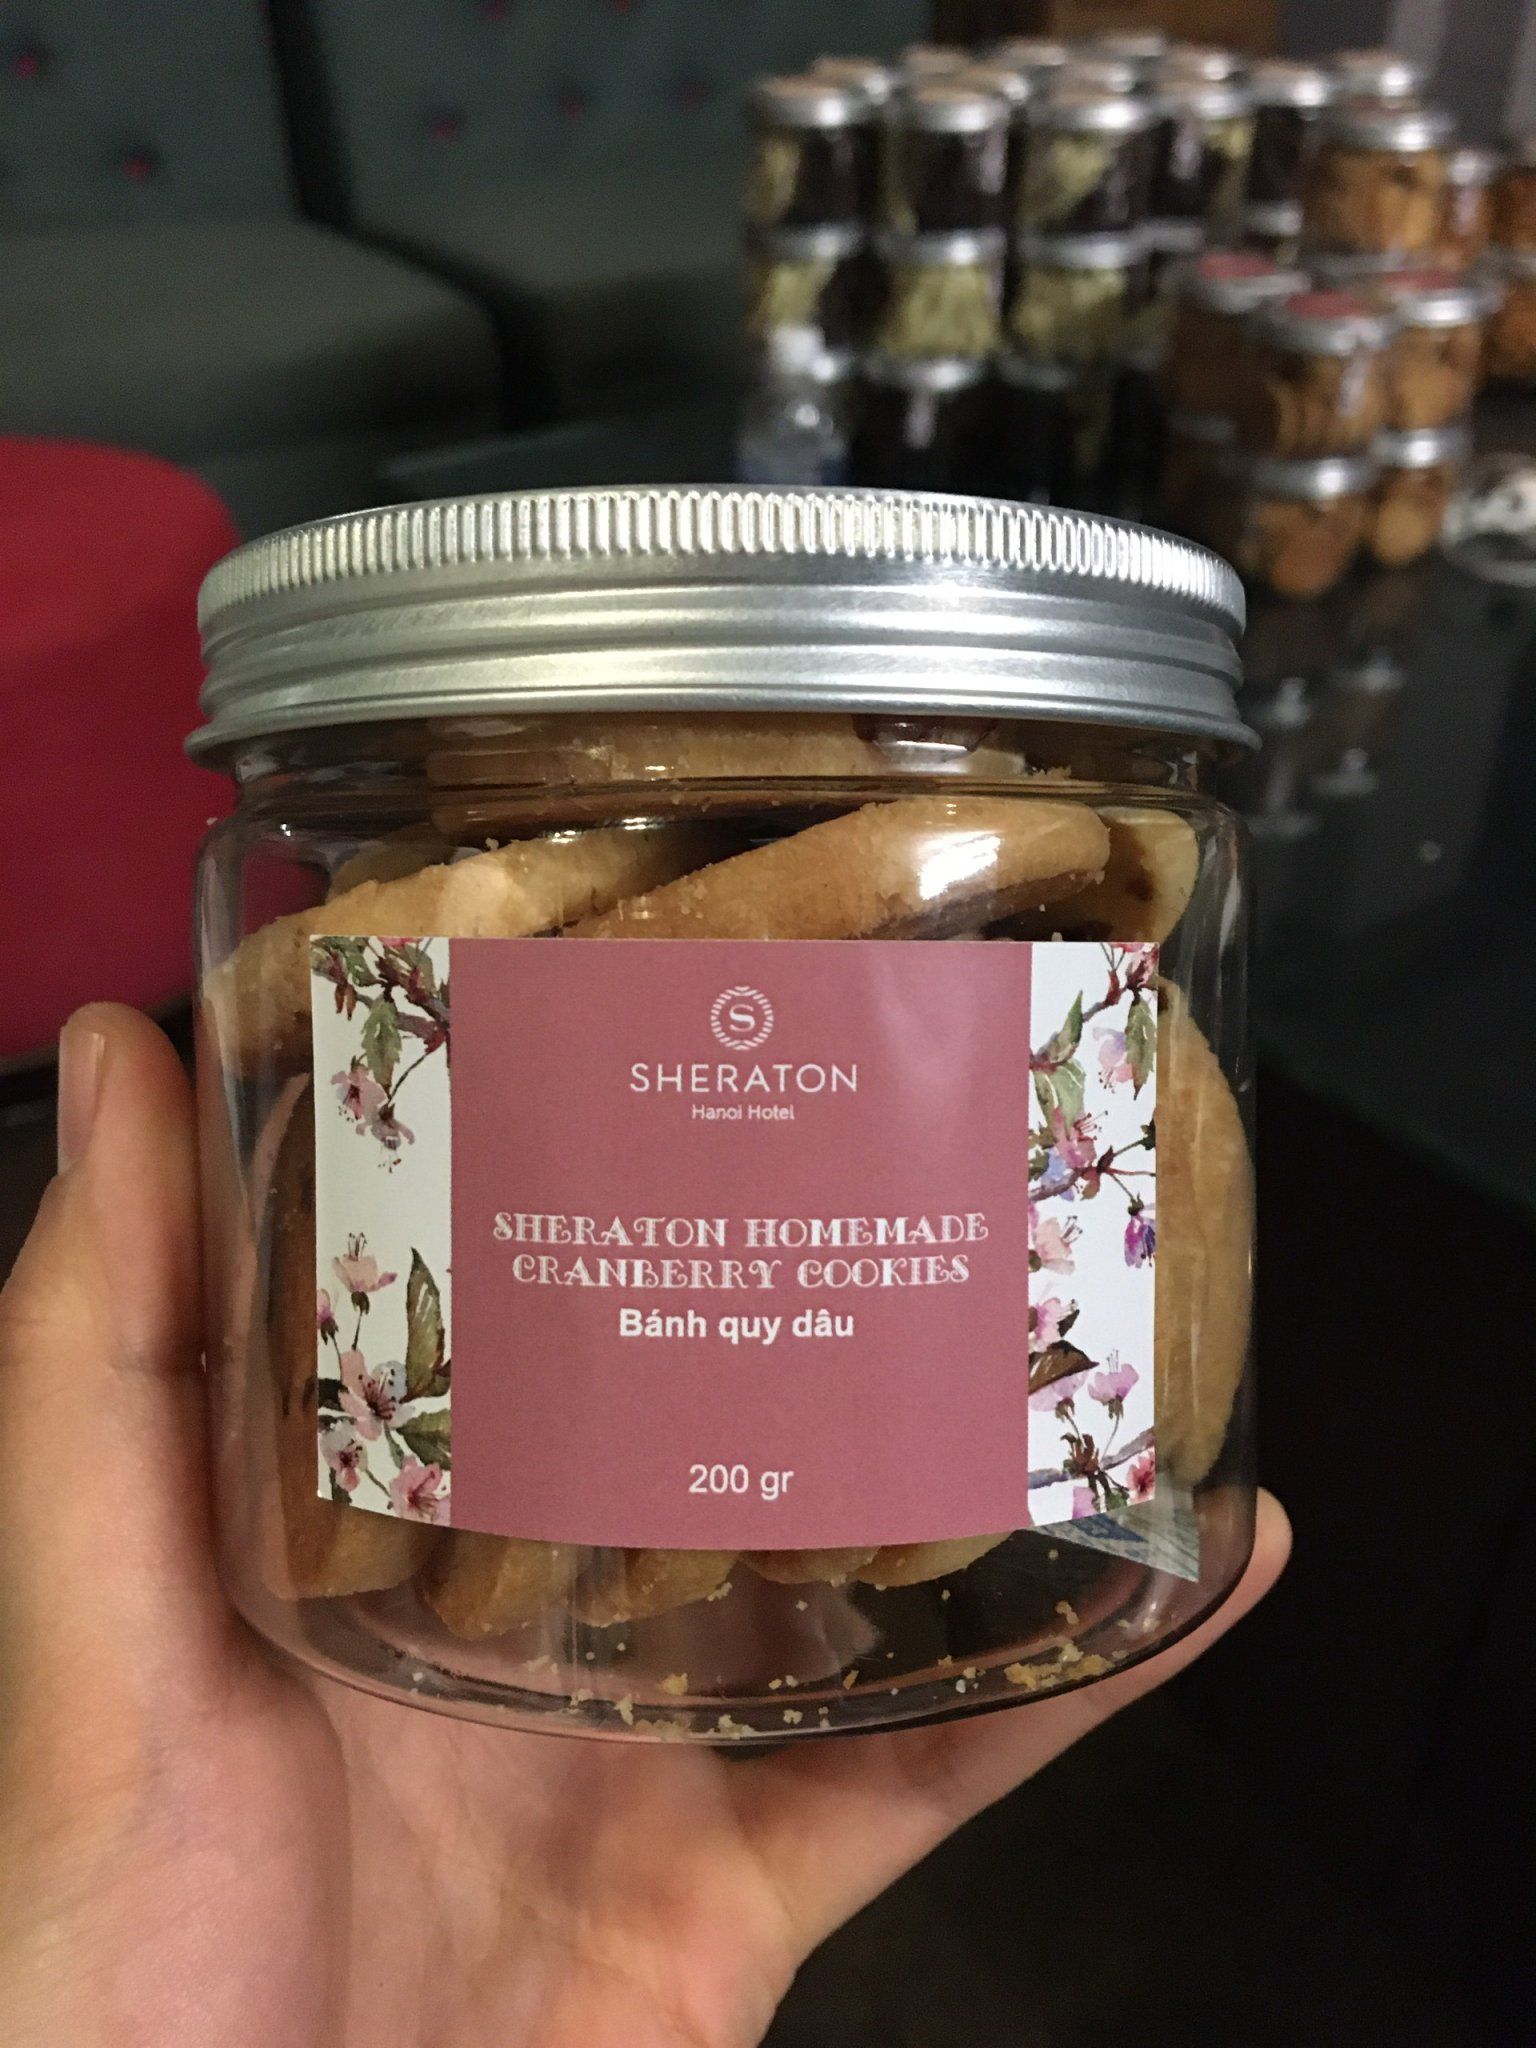 S
SHERATON
Hanoi Hotel
SHERATON HOMEMADE
CRANBERRY COOKIES
Bánh quy dâu
200 gr